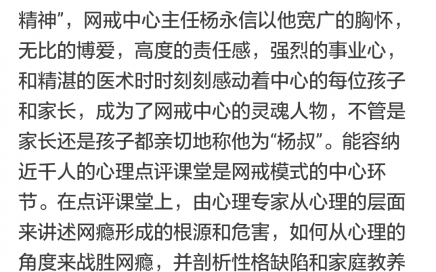 精神”，网戒中心主任杨永信以他宽广的胸怀，
无比的博爱，高度的责任感，强烈的事业心，
和精湛的医术时时刻刻感动着中心的每位孩子
和家长，成为了网戒中心的灵魂人物，不管是
家长还是孩子都亲切地称他为“杨叔”。能容纳
近千人的心理点评课堂是网戒模式的中心环
节。在点评课堂上，由心理专家从心理的层面
来讲述网瘾形成的根源和危害，如何从心理的
角度来战胜网瘾，并剖析性格缺陷和家庭教养